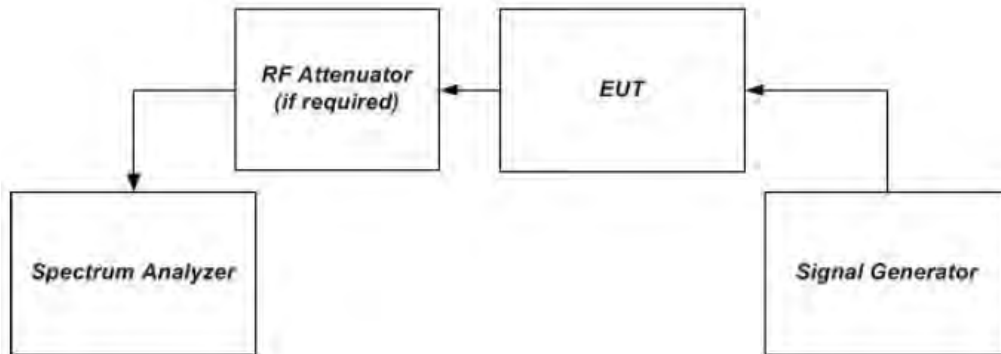 RF Attenuator
(if required)
EUT
Spectrum Analyzer
Signal Generator